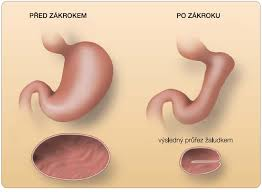 PŘED ZÁKROKEM
PO ZÁKROKU
výsledný průřez žaludkem